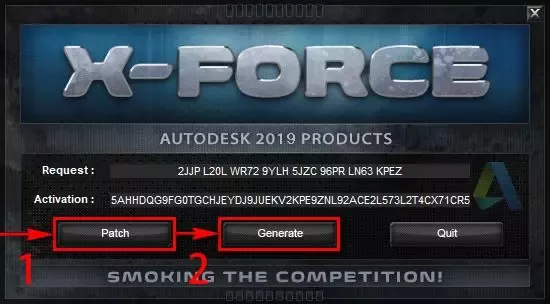 X-FORCE
AUTODESK 2019 PRODUCTS
Request : 2JJP L20L WR72 9YLH 5JZC 96PR LN63 KPEZ
Activation : 5AHHDQG9FG0TGCHJEYDJ9JUEKV2KPE9ZNL92ACE2L573L2T4CX71CR5
Patch Generate Quit
1 2
SMOKING THE COMPETITION!